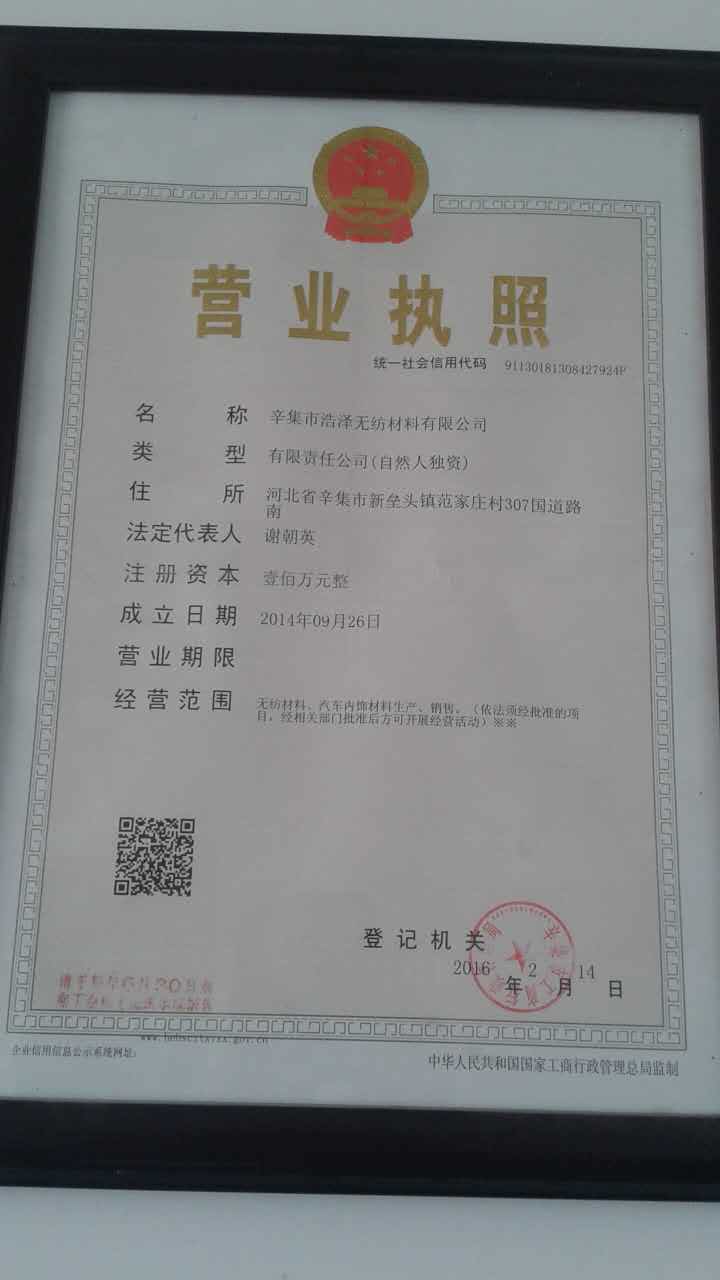 营业执照
统一社会信用代码 91130181308427924P
名称 辛集市浩泽无纺材料有限公司
类型 有限责任公司(自然人独资)
住所 河北省辛集市新垒头镇范家庄村307国道路
南
法定代表人 谢朝英
注册资本 壹佰万元整
成立日期 2014年09月26日
营业期限
经营范围 无纺材料、汽车内饰材料生产、销售。(依法须经批准的项
目,经相关部门批准后方可开展经营活动)※※
登记机关
2016年2月14日
企业信用信息公示系统网址:
中华人民共和国国家工商行政管理总局监制